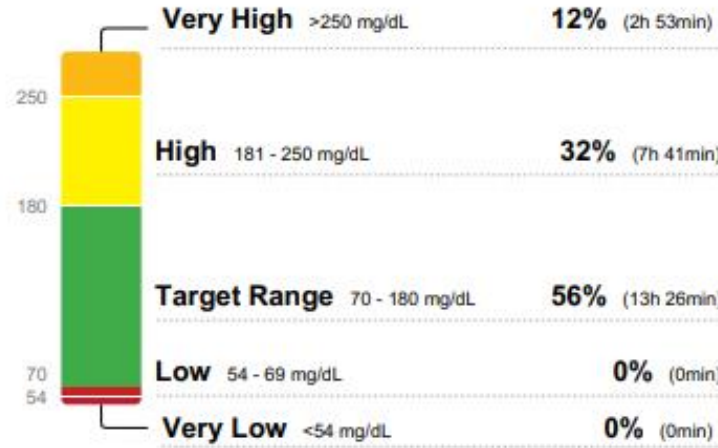 Very High >250 mg/dL 12% (2h 53min)
250
High 181 - 250 mg/dL 32% (7h 41min)
180
Target Range 70 - 180 mg/dL 56% (13h 26min)
70
Low 54 - 69 mg/dL 0% (0min)
54
Very Low <54 mg/dL 0% (0min)